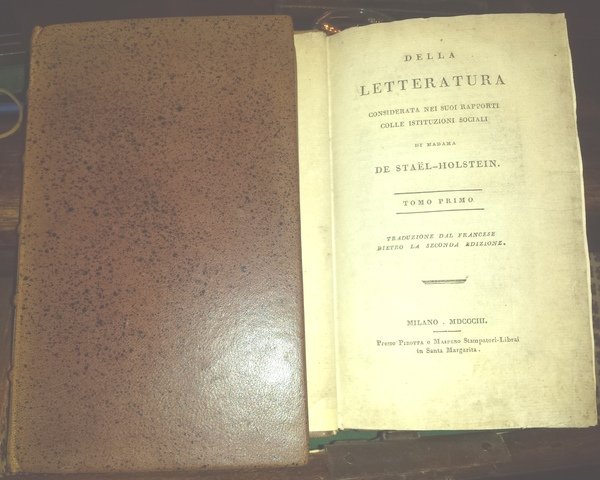 DELLA
LETTERATURA
CONSIDERATA NEI SUOI RAPPORTI
COLLE ISTITUZIONI SOCIALI
DI MADAMA
DE STAËL-HOLSTEIN.
TOMO PRIMO
TRADUZIONE DAL FRANCESE
DIETRO LA SECONDA EDIZIONE.
MILANO. MDCCCIII.
Presso PIROTTA e MASPERO Stampatori-Librai
in Santa Margarita.